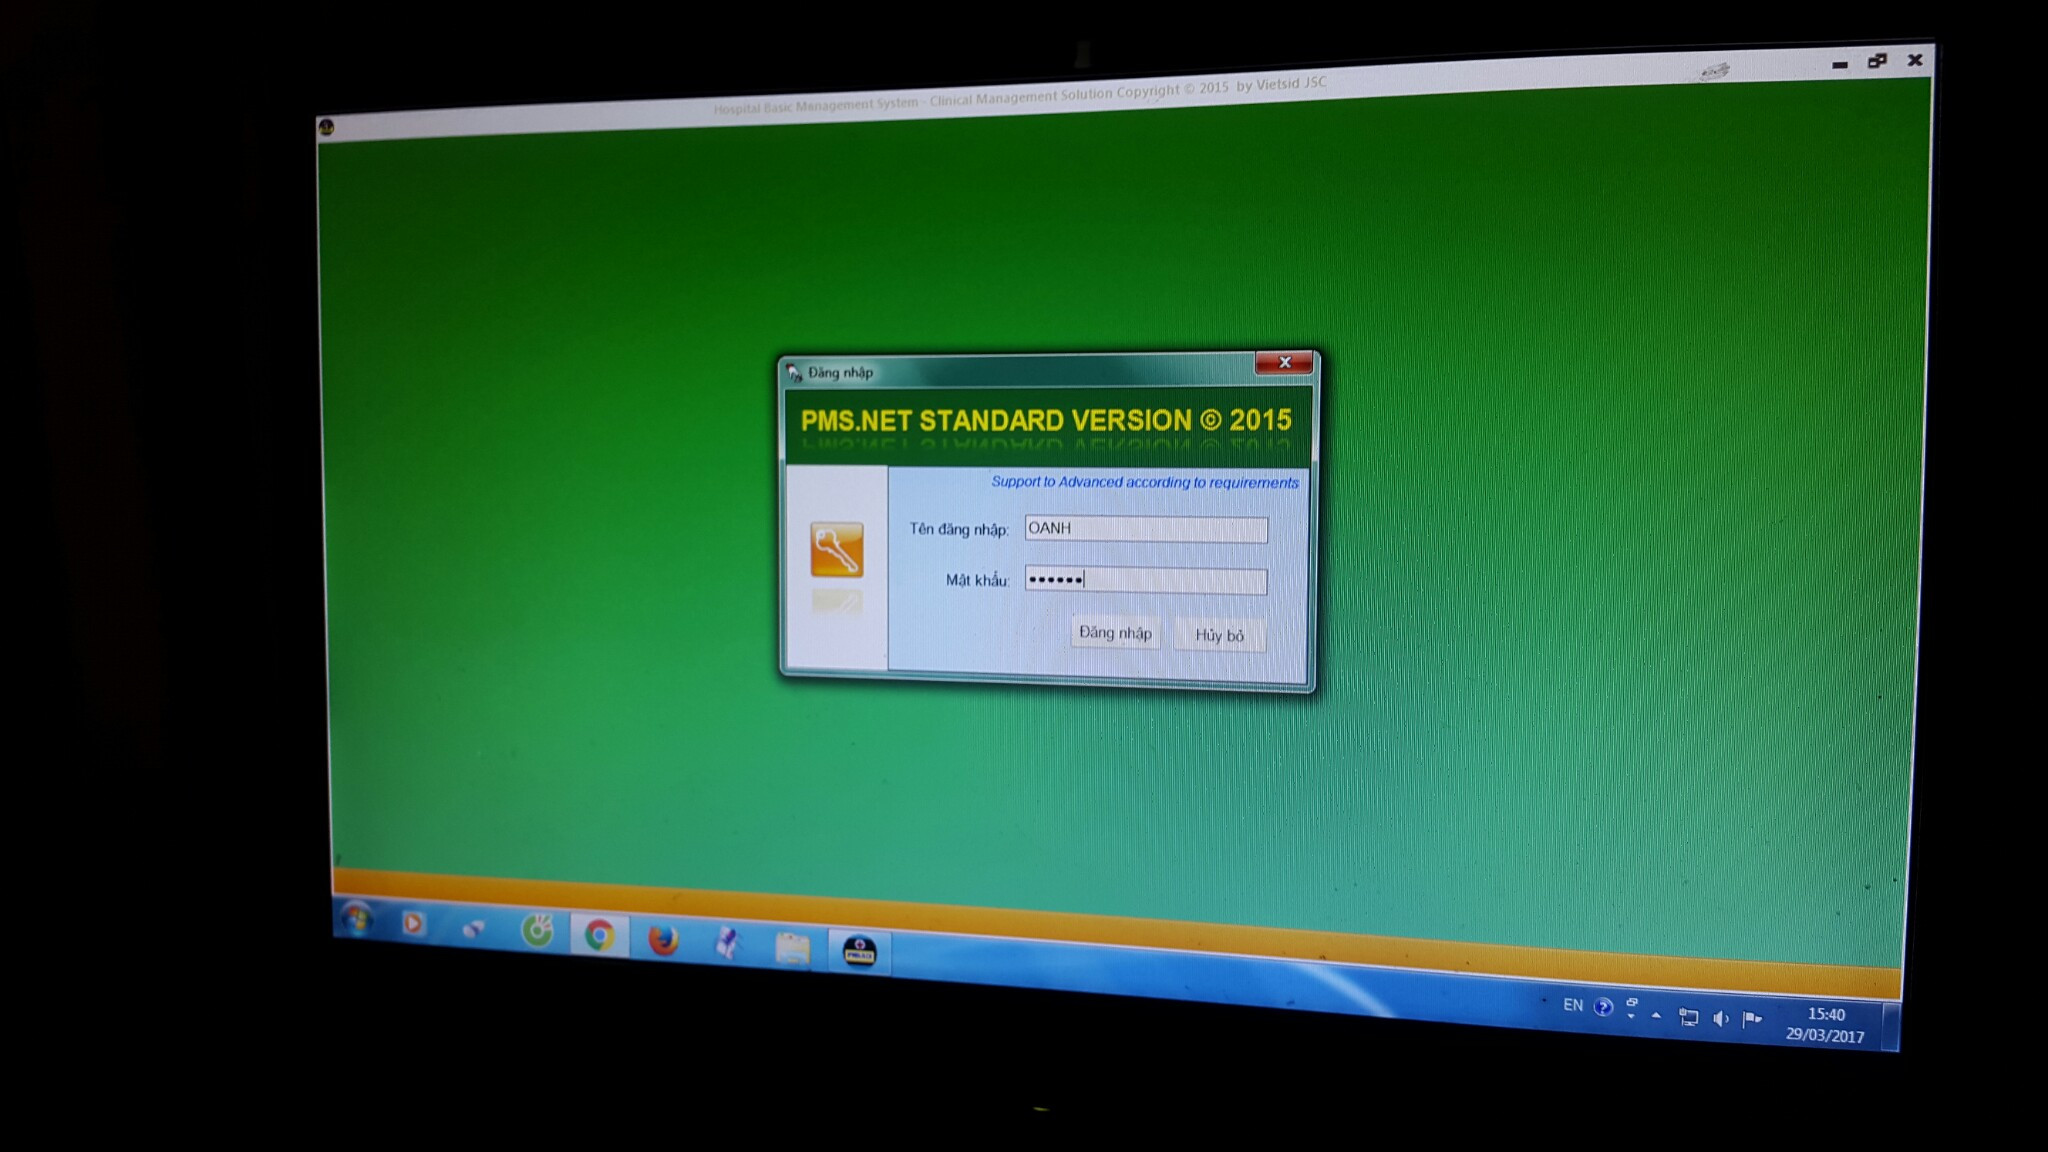 Hospital Basic Management System - Clinical Management Solution Copyright © 2015 by Vietsid JSC
Đăng nhập
PMS.NET STANDARD VERSION © 2015
Support to Advanced according to requirements
Tên đăng nhập: OANH
Mật khẩu: ••••••
Đăng nhập Hủy bỏ
EN
15:40
29/03/2017